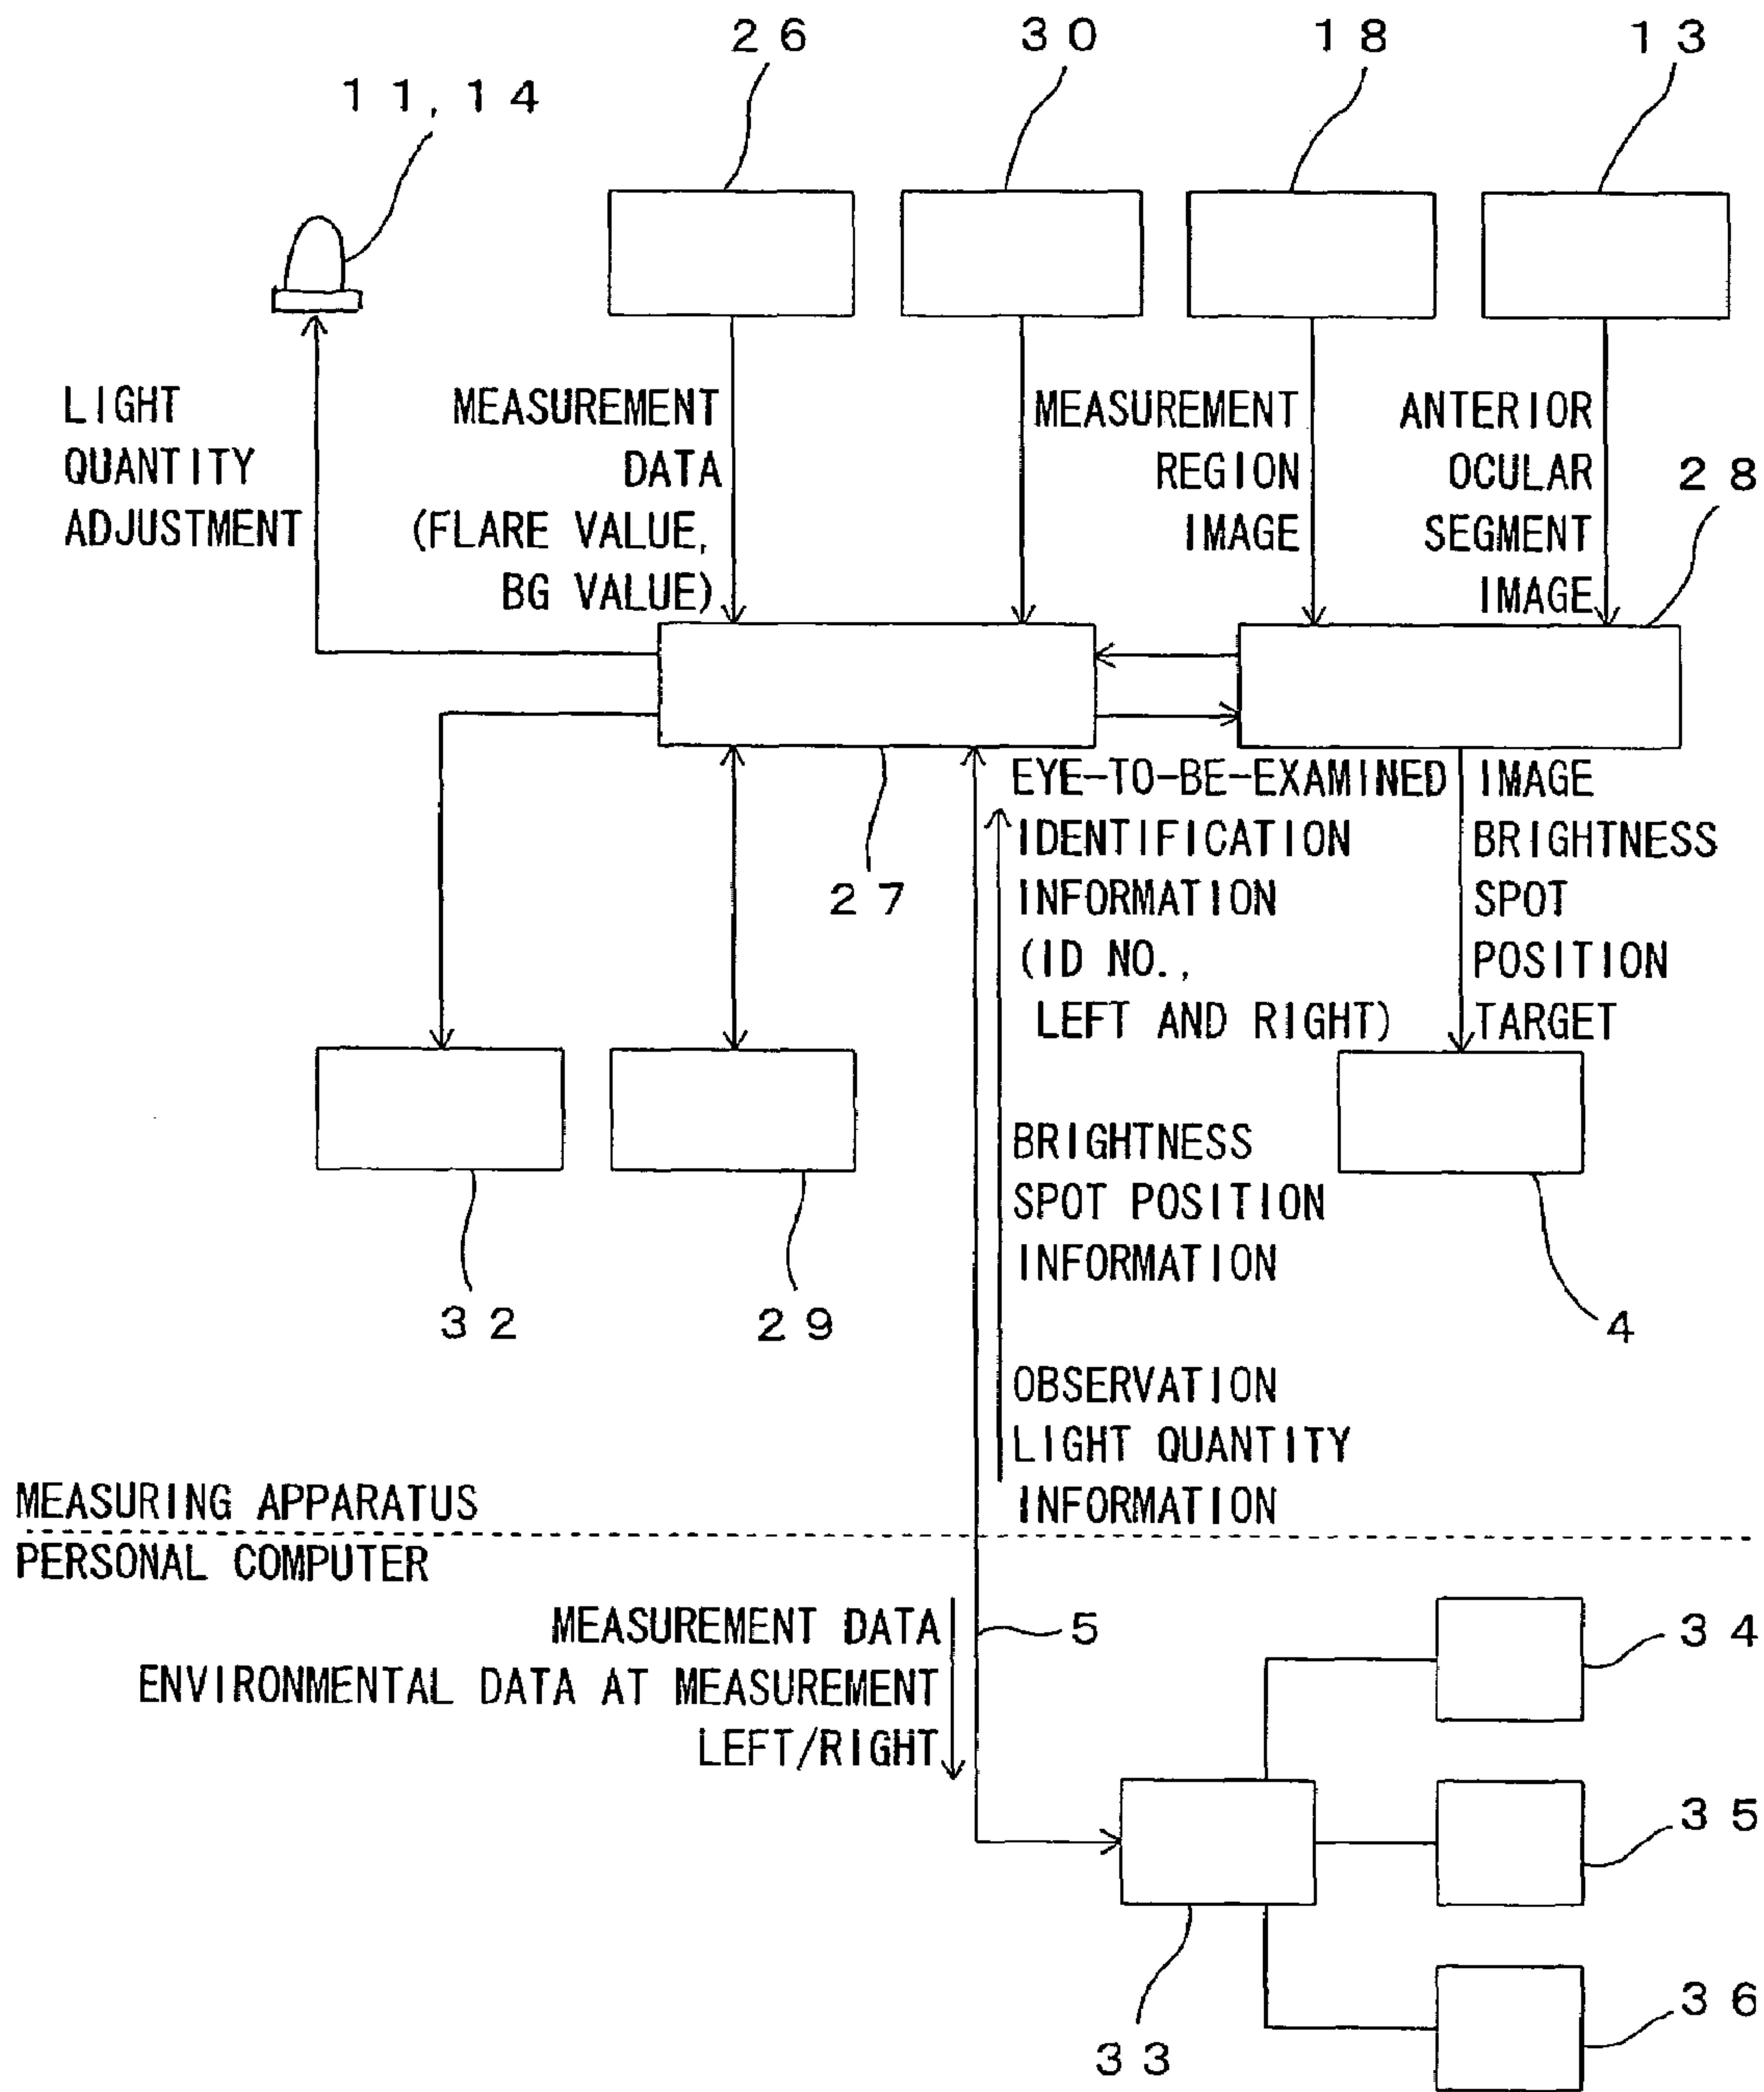 26
30
18
13
11, 14
LIGHT
QUANTITY
ADJUSTMENT
MEASUREMENT
DATA
(FLARE VALUE,
BG VALUE)
MEASUREMENT
REGION
IMAGE
ANTERIOR
OCULAR
SEGMENT
IMAGE
28
27
EYE-TO-BE-EXAMINED
IDENTIFICATION
INFORMATION
(ID NO.,
LEFT AND RIGHT)
IMAGE
BRIGHTNESS
SPOT
POSITION
TARGET
BRIGHTNESS
SPOT POSITION
INFORMATION
32
29
4
OBSERVATION
LIGHT QUANTITY
INFORMATION
MEASURING APPARATUS
PERSONAL COMPUTER
MEASUREMENT DATA
ENVIRONMENTAL DATA AT MEASUREMENT
LEFT/RIGHT
5
34
35
36
33